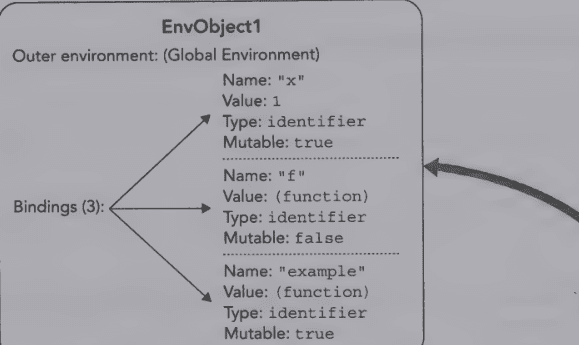 EnvObject1
Outer environment: (Global Environment)
Name: "x"
Value: 1
Type: identifier
Mutable: true
Name: "f"
Value: (function)
Bindings (3):
Type: identifier
Mutable: false
Name: "example"
Value: (function)
Type: identifier
Mutable: true